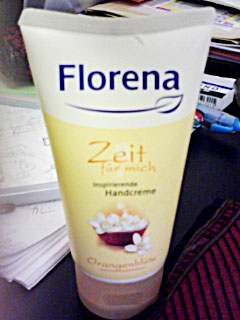 Florena
Zeit
für mich
Inspirierende
Handcreme
Orangenblüte